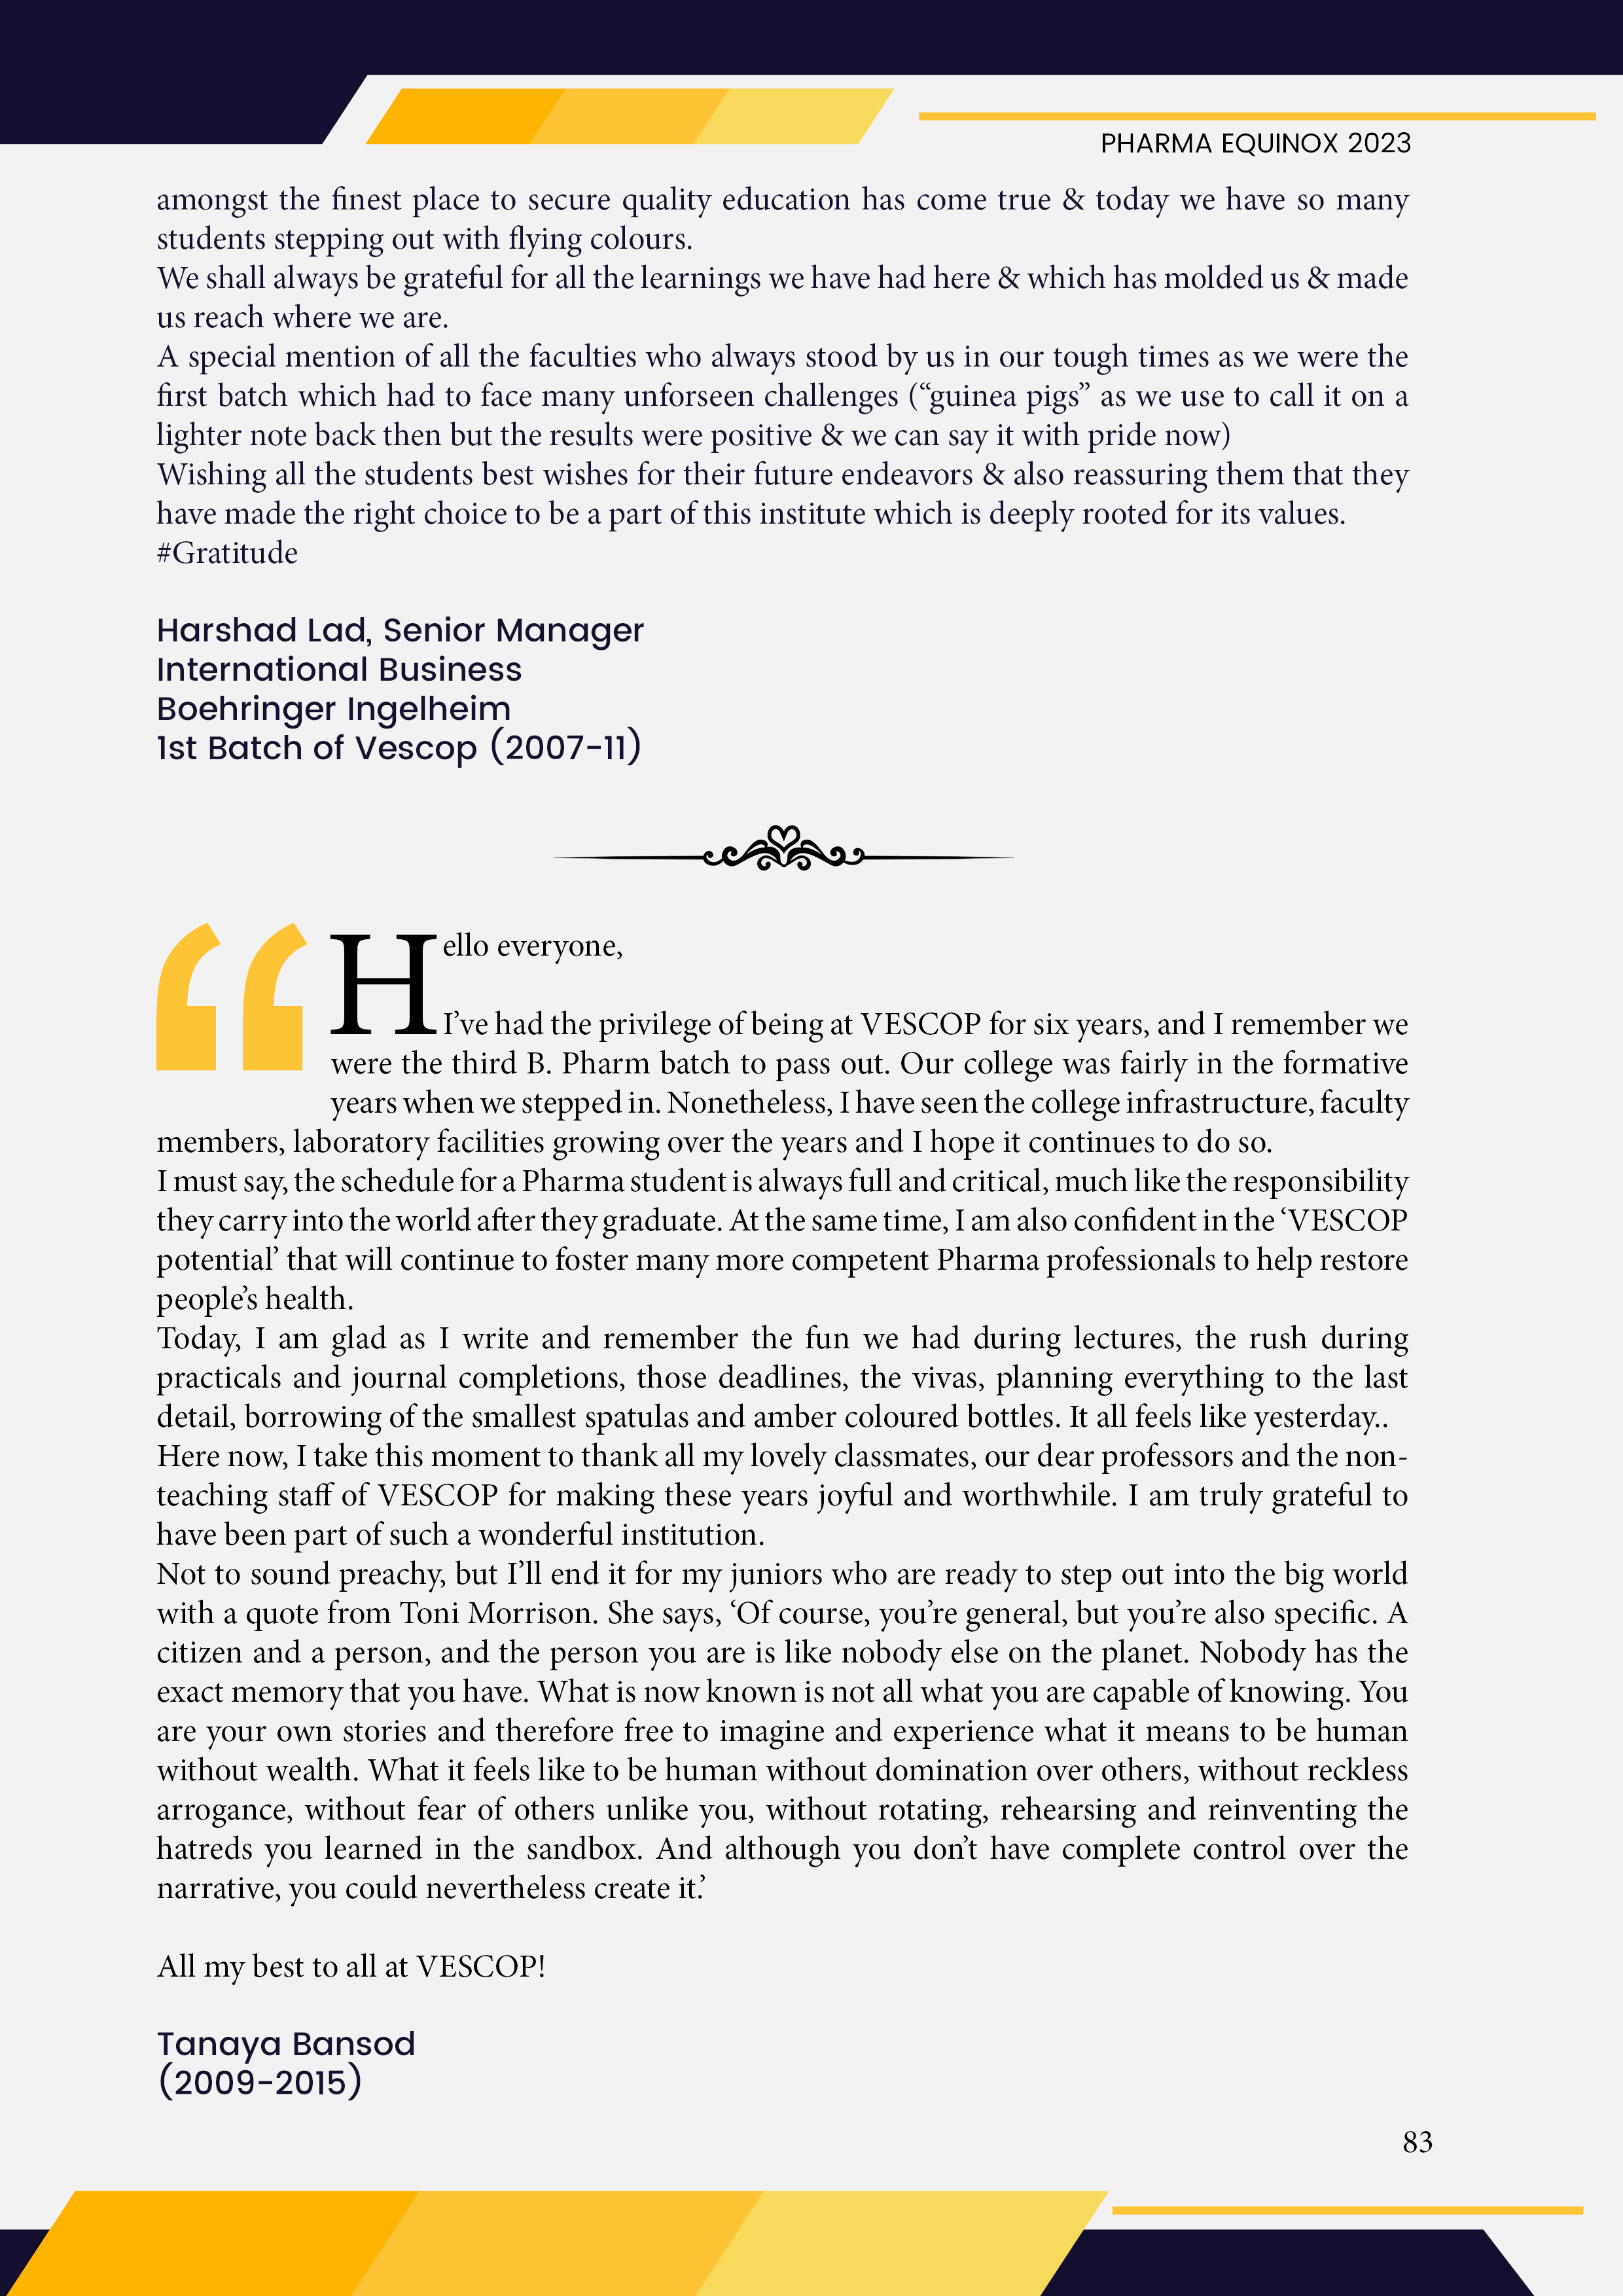 PHARMA EQUINOX 2023
amongst the finest place to secure quality education has come true & today we have so many
students stepping out with flying colours.
We shall always be grateful for all the learnings we have had here & which has molded us & made
us reach where we are.
A special mention of all the faculties who always stood by us in our tough times as we were the
first batch which had to face many unforseen challenges (“guinea pigs” as we use to call it on a
lighter note back then but the results were positive & we can say it with pride now)
Wishing all the students best wishes for their future endeavors & also reassuring them that they
have made the right choice to be a part of this institute which is deeply rooted for its values.
#Gratitude
Harshad Lad, Senior Manager
International Business
Boehringer Ingelheim
1st Batch of Vescop (2007-11)
“Hello everyone,
I’ve had the privilege of being at VESCOP for six years, and I remember we
were the third B. Pharm batch to pass out. Our college was fairly in the formative
years when we stepped in. Nonetheless, I have seen the college infrastructure, faculty
members, laboratory facilities growing over the years and I hope it continues to do so.
I must say, the schedule for a Pharma student is always full and critical, much like the responsibility
they carry into the world after they graduate. At the same time, I am also confident in the ‘VESCOP
potential’ that will continue to foster many more competent Pharma professionals to help restore
people’s health.
Today, I am glad as I write and remember the fun we had during lectures, the rush during
practicals and journal completions, those deadlines, the vivas, planning everything to the last
detail, borrowing of the smallest spatulas and amber coloured bottles. It all feels like yesterday..
Here now, I take this moment to thank all my lovely classmates, our dear professors and the non-
teaching staff of VESCOP for making these years joyful and worthwhile. I am truly grateful to
have been part of such a wonderful institution.
Not to sound preachy, but I’ll end it for my juniors who are ready to step out into the big world
with a quote from Toni Morrison. She says, ‘Of course, you’re general, but you’re also specific. A
citizen and a person, and the person you are is like nobody else on the planet. Nobody has the
exact memory that you have. What is now known is not all what you are capable of knowing. You
are your own stories and therefore free to imagine and experience what it means to be human
without wealth. What it feels like to be human without domination over others, without reckless
arrogance, without fear of others unlike you, without rotating, rehearsing and reinventing the
hatreds you learned in the sandbox. And although you don’t have complete control over the
narrative, you could nevertheless create it.’
All my best to all at VESCOP!
Tanaya Bansod
(2009-2015)
83